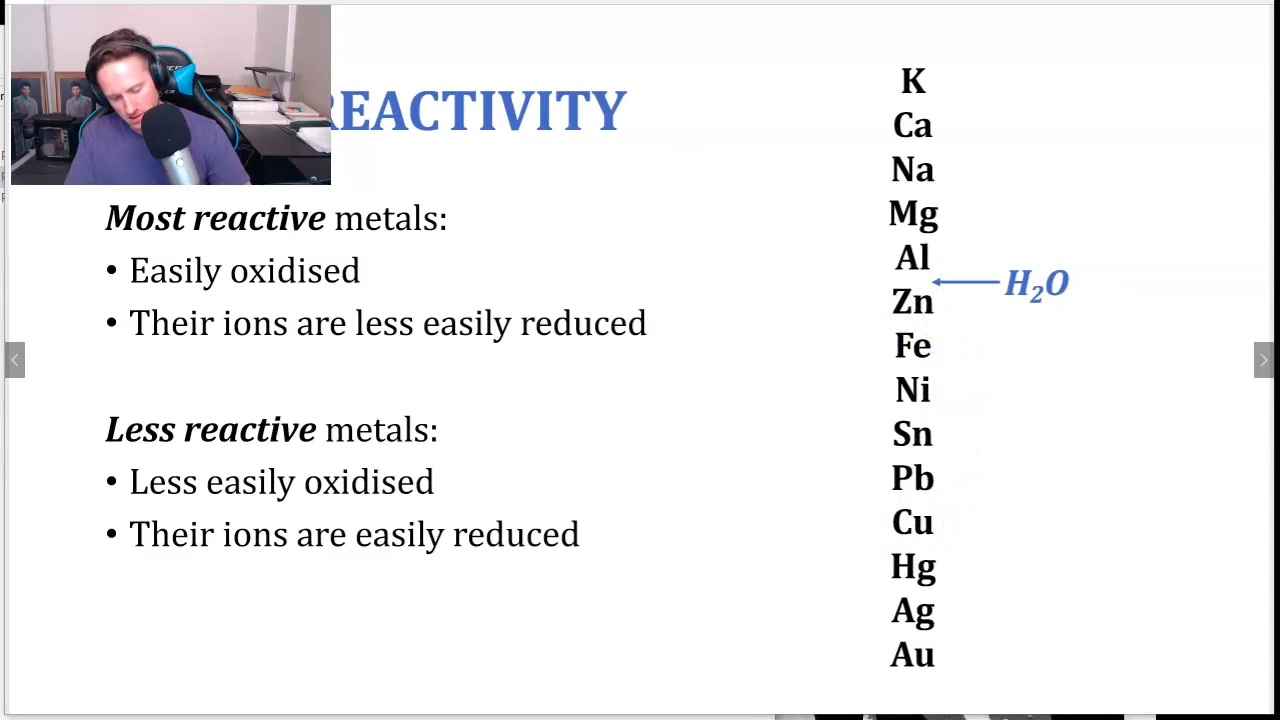 REACTIVITY
Most reactive metals:
• Easily oxidised
• Their ions are less easily reduced
Less reactive metals:
• Less easily oxidised
• Their ions are easily reduced
K
Ca
Na
Mg
Al
H₂O
Zn
Fe
Ni
Sn
Pb
Cu
Hg
Ag
Au